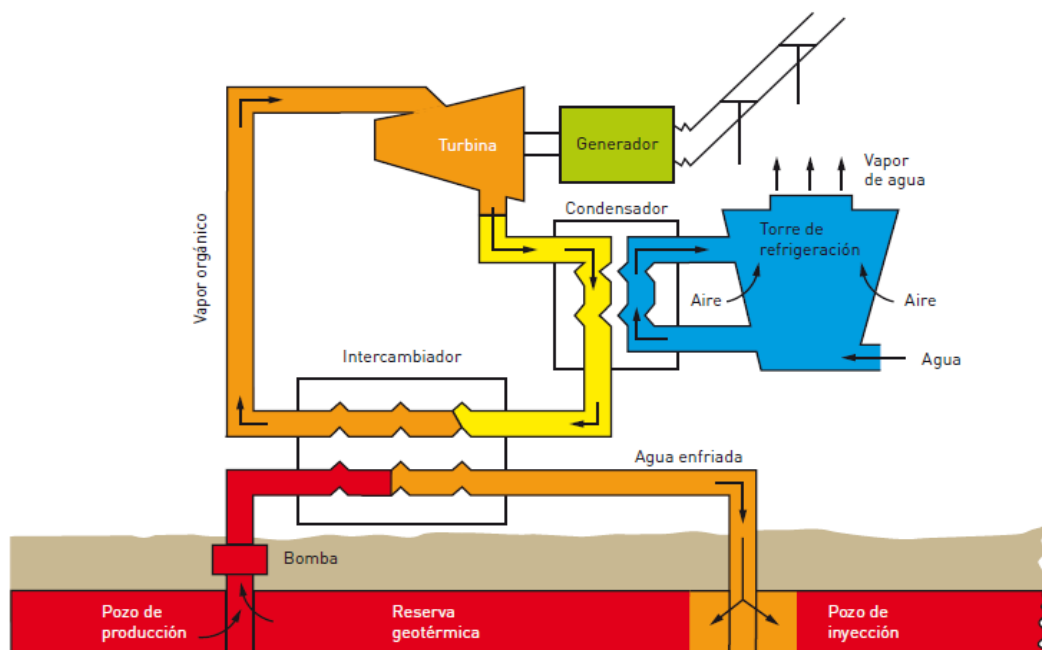 Turbina
Generador
Vapor
de agua
Condensador
Torre de
refrigeración
Vapor orgánico
Aire
Aire
Intercambiador
Agua
Agua enfriada
Bomba
Pozo de
producción
Reserva
geotérmica
Pozo de
inyección